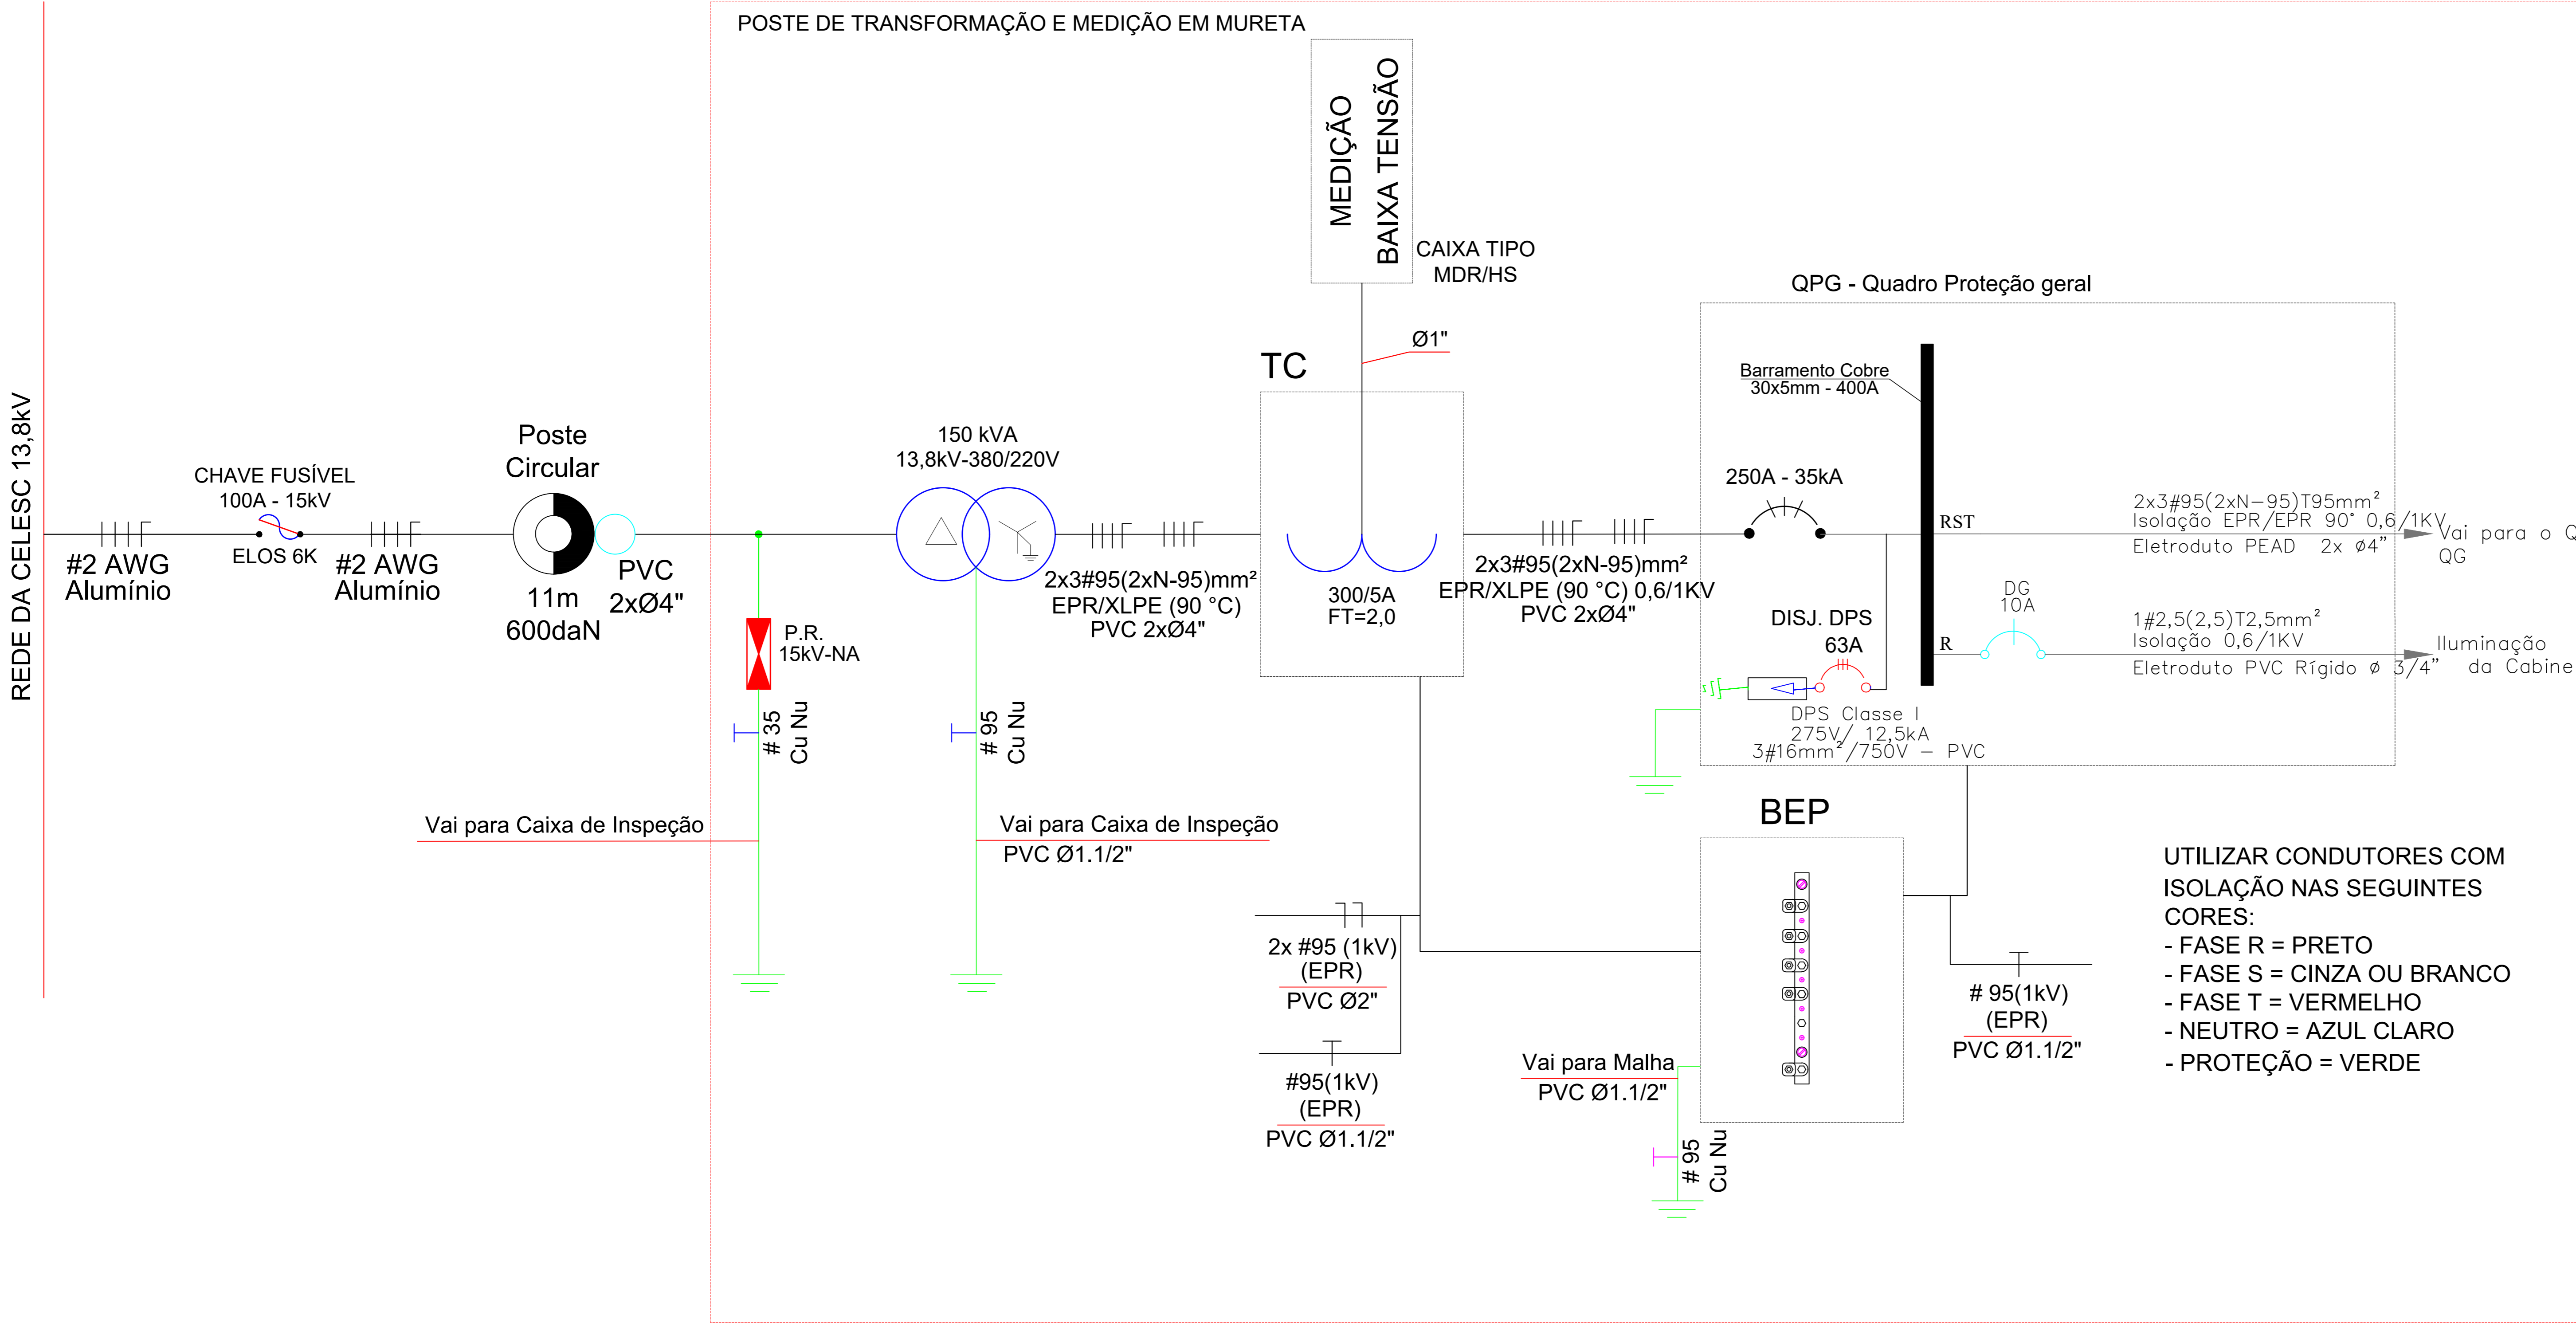 POSTE DE TRANSFORMAÇÃO E MEDIÇÃO EM MURETA
REDE DA CELESC 13,8kV
#2 AWG
Alumínio
CHAVE FUSÍVEL
100A - 15kV
ELOS 6K
#2 AWG
Alumínio
Poste
Circular
11m
600daN
PVC
2xØ4"
P.R.
15kV-NA
# 35
Cu Nu
Vai para Caixa de Inspeção
150 kVA
13,8kV-380/220V
# 95
Cu Nu
Vai para Caixa de Inspeção
PVC Ø1.1/2"
2x3#95(2xN-95)mm²
EPR/XLPE (90 °C)
PVC 2xØ4"
MEDIÇÃO
BAIXA TENSÃO
CAIXA TIPO
MDR/HS
Ø1"
TC
300/5A
FT=2,0
2x3#95(2xN-95)mm²
EPR/XLPE (90 °C) 0,6/1KV
PVC 2xØ4"
QPG - Quadro Proteção geral
Barramento Cobre
30x5mm - 400A
250A - 35kA
RST
2x3#95(2xN-95)T95mm²
Isolação EPR/EPR 90° 0,6/1KV
Eletroduto PEAD 2x ø4"
Vai para o Q
QG
DISJ. DPS
63A
DPS Classe I
275V/ 12,5kA
3#16mm²/750V - PVC
R
DG
10A
1#2,5(2,5)T2,5mm²
Isolação 0,6/1KV
Eletroduto PVC Rígido ø 3/4"
Iluminação
da Cabine
BEP
2x #95 (1kV)
(EPR)
PVC Ø2"
#95(1kV)
(EPR)
PVC Ø1.1/2"
Vai para Malha
PVC Ø1.1/2"
# 95
Cu Nu
# 95(1kV)
(EPR)
PVC Ø1.1/2"
UTILIZAR CONDUTORES COM
ISOLAÇÃO NAS SEGUINTES
CORES:
- FASE R = PRETO
- FASE S = CINZA OU BRANCO
- FASE T = VERMELHO
- NEUTRO = AZUL CLARO
- PROTEÇÃO = VERDE